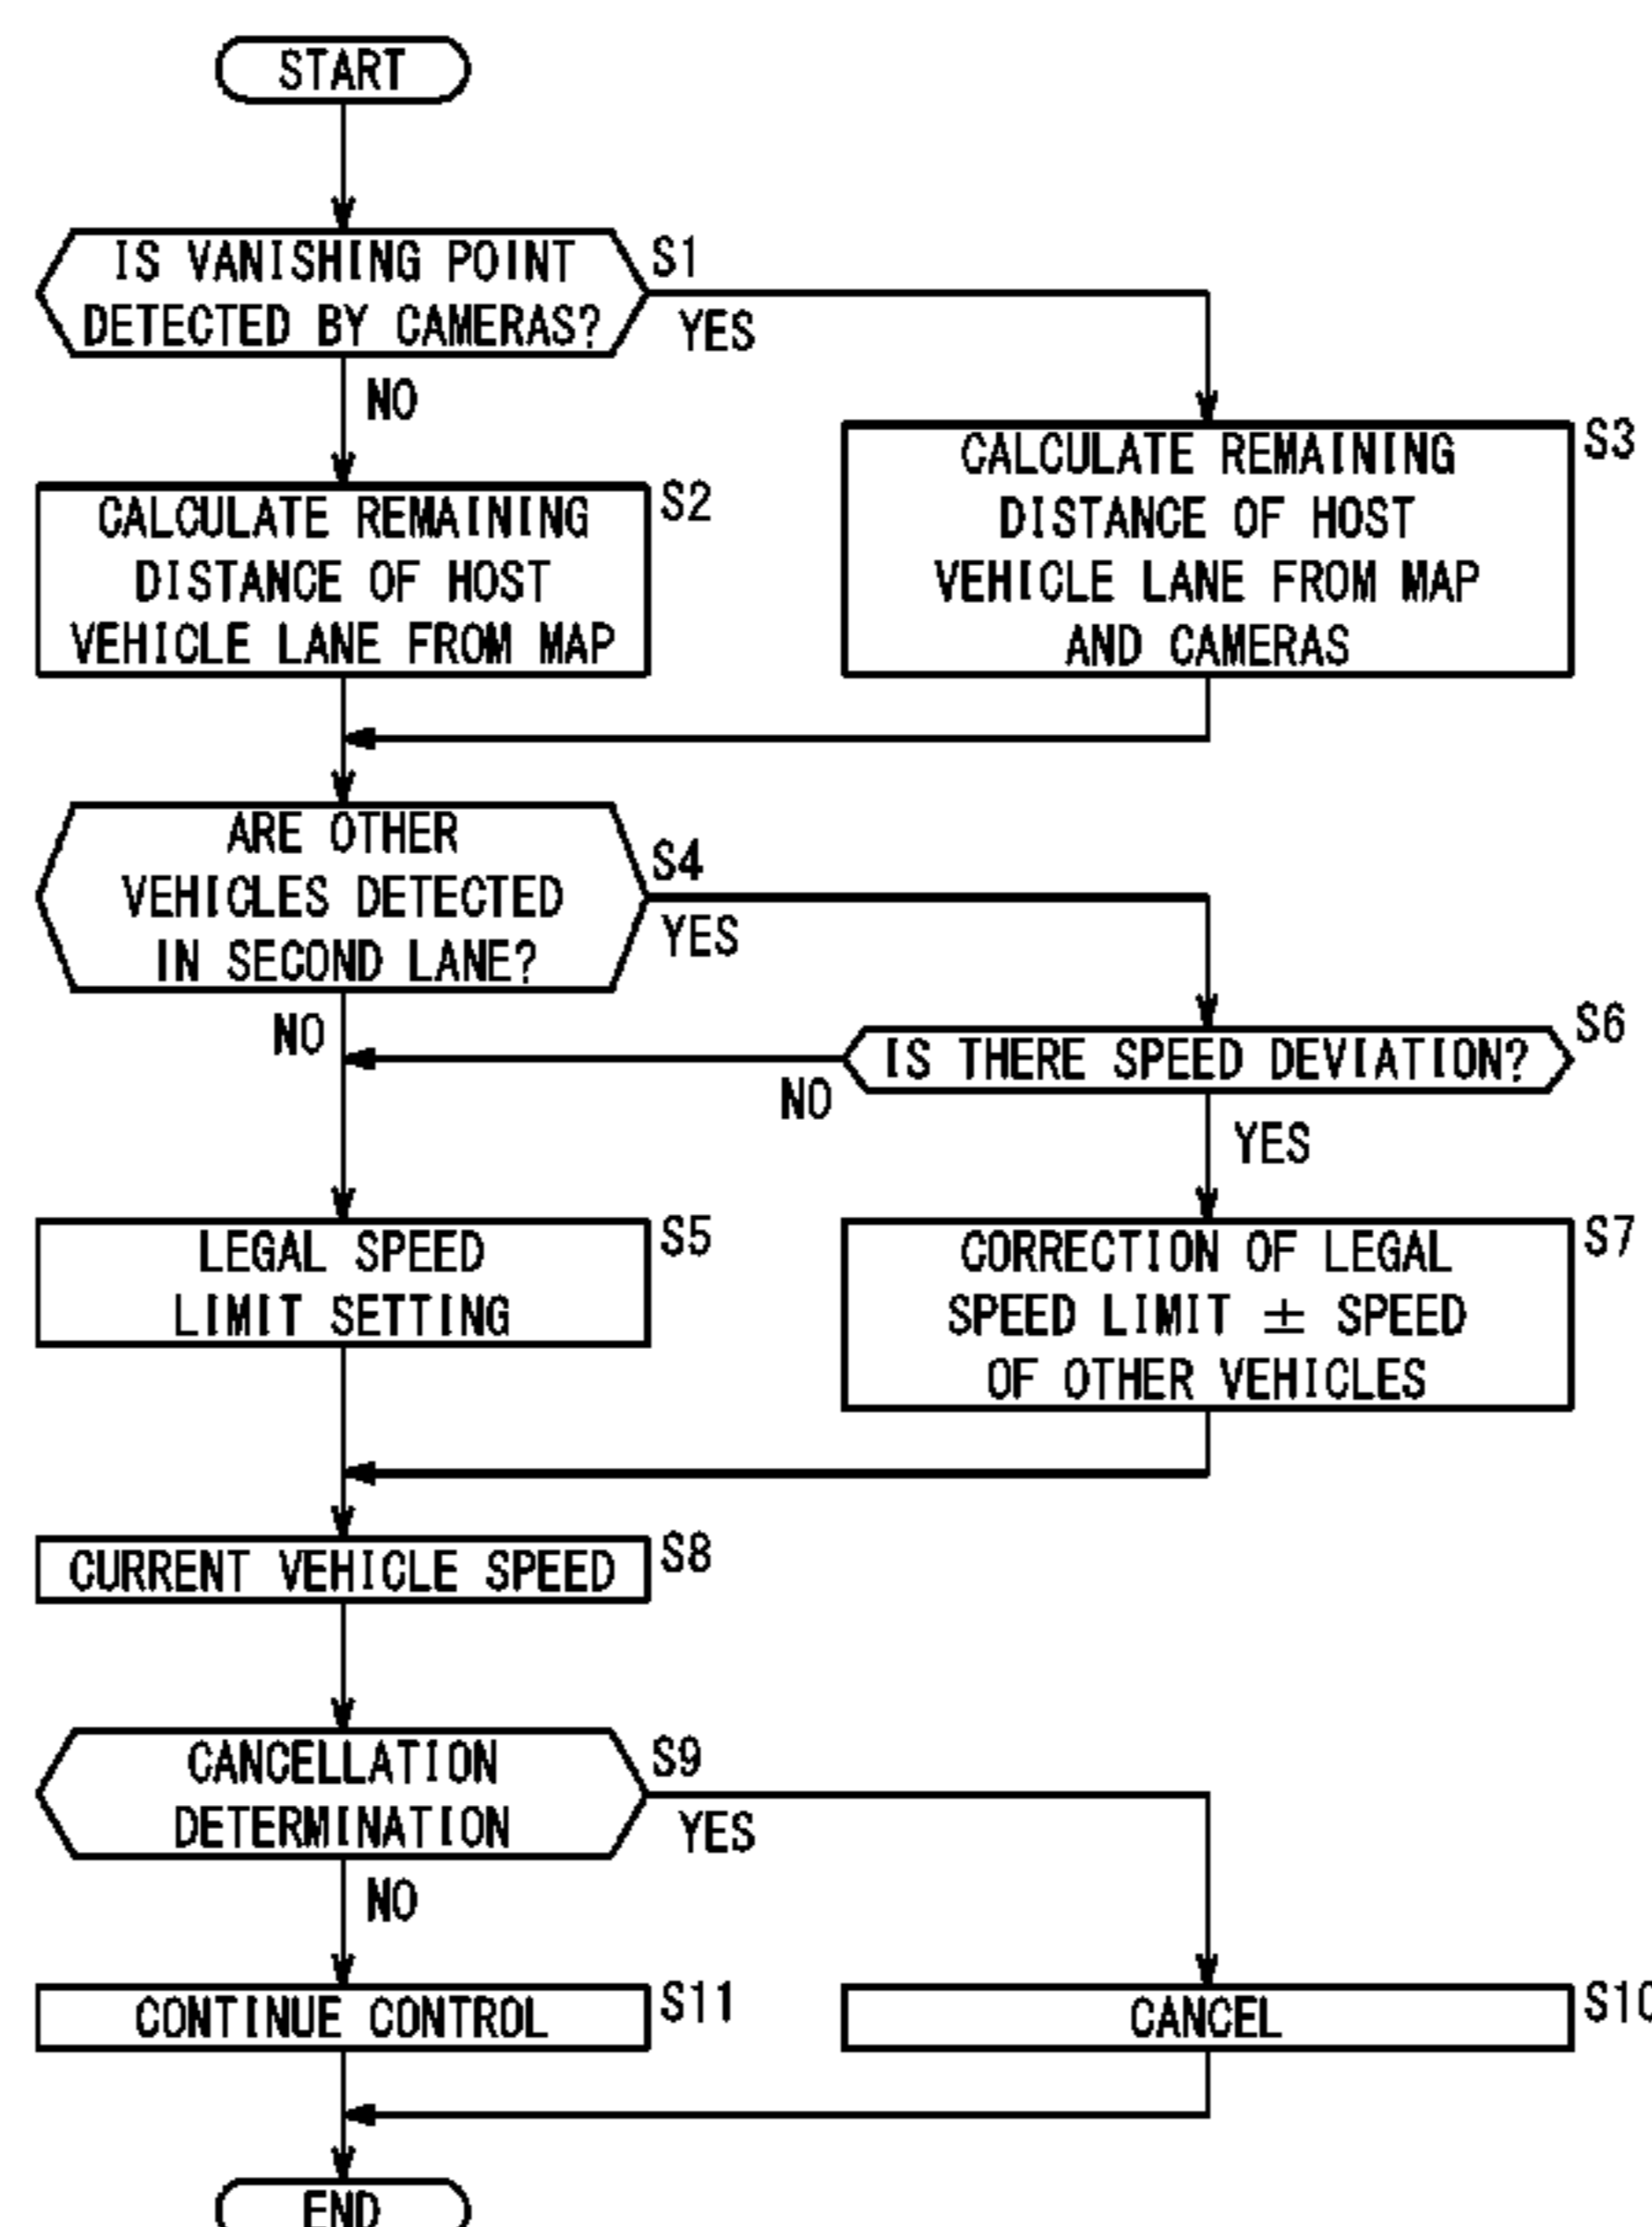 START
IS VANISHING POINT
DETECTED BY CAMERAS?
S1
YES
NO
CALCULATE REMAINING
DISTANCE OF HOST
VEHICLE LANE FROM MAP
S2
CALCULATE REMAINING
DISTANCE OF HOST
VEHICLE LANE FROM MAP
AND CAMERAS
S3
ARE OTHER
VEHICLES DETECTED
IN SECOND LANE?
S4
YES
NO
IS THERE SPEED DEVIATION?
S6
NO
YES
LEGAL SPEED
LIMIT SETTING
S5
CORRECTION OF LEGAL
SPEED LIMIT ± SPEED
OF OTHER VEHICLES
S7
CURRENT VEHICLE SPEED
S8
CANCELLATION
DETERMINATION
S9
YES
NO
CONTINUE CONTROL
S11
CANCEL
S10
END